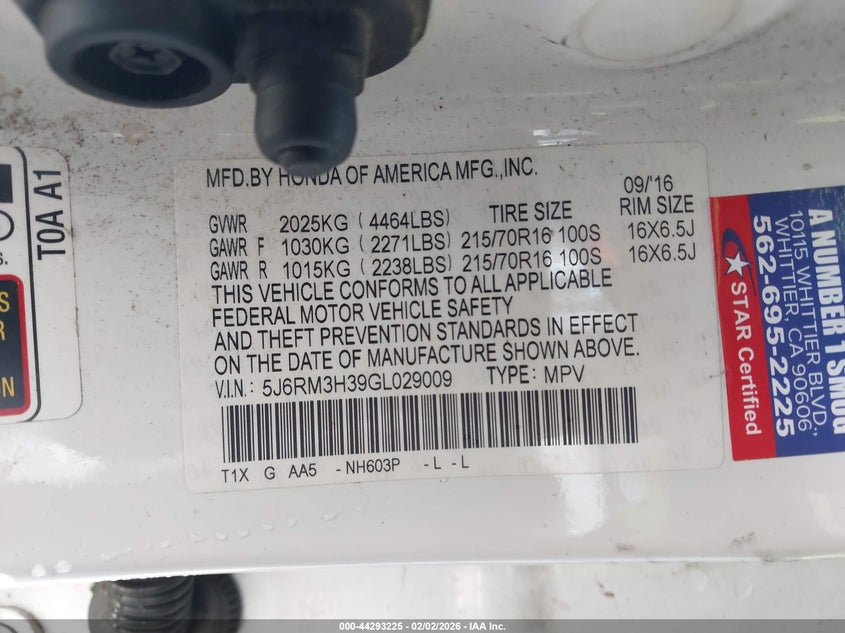 MFD.BY HONDA OF AMERICA MFG.,INC.
09/'16
GVWR 2025KG ( 4464LBS) TIRE SIZE RIM SIZE
GAWR F 1030KG ( 2271LBS) 215/70R16 100S 16X6.5J
GAWR R 1015KG ( 2238LBS) 215/70R16 100S 16X6.5J
THIS VEHICLE CONFORMS TO ALL APPLICABLE
FEDERAL MOTOR VEHICLE SAFETY
AND THEFT PREVENTION STANDARDS IN EFFECT
ON THE DATE OF MANUFACTURE SHOWN ABOVE.
V.I.N.: 5J6RM3H39GL029009 TYPE: MPV
T1X G AA5 -NH603P -L -L
T0A A1
A NUMBER 1 SMOG
10115 WHITTIER BLVD.,
WHITTIER, CA 90606
562-695-2225
STAR Certified
000-44293225 - 02/02/2026 - IAA Inc.